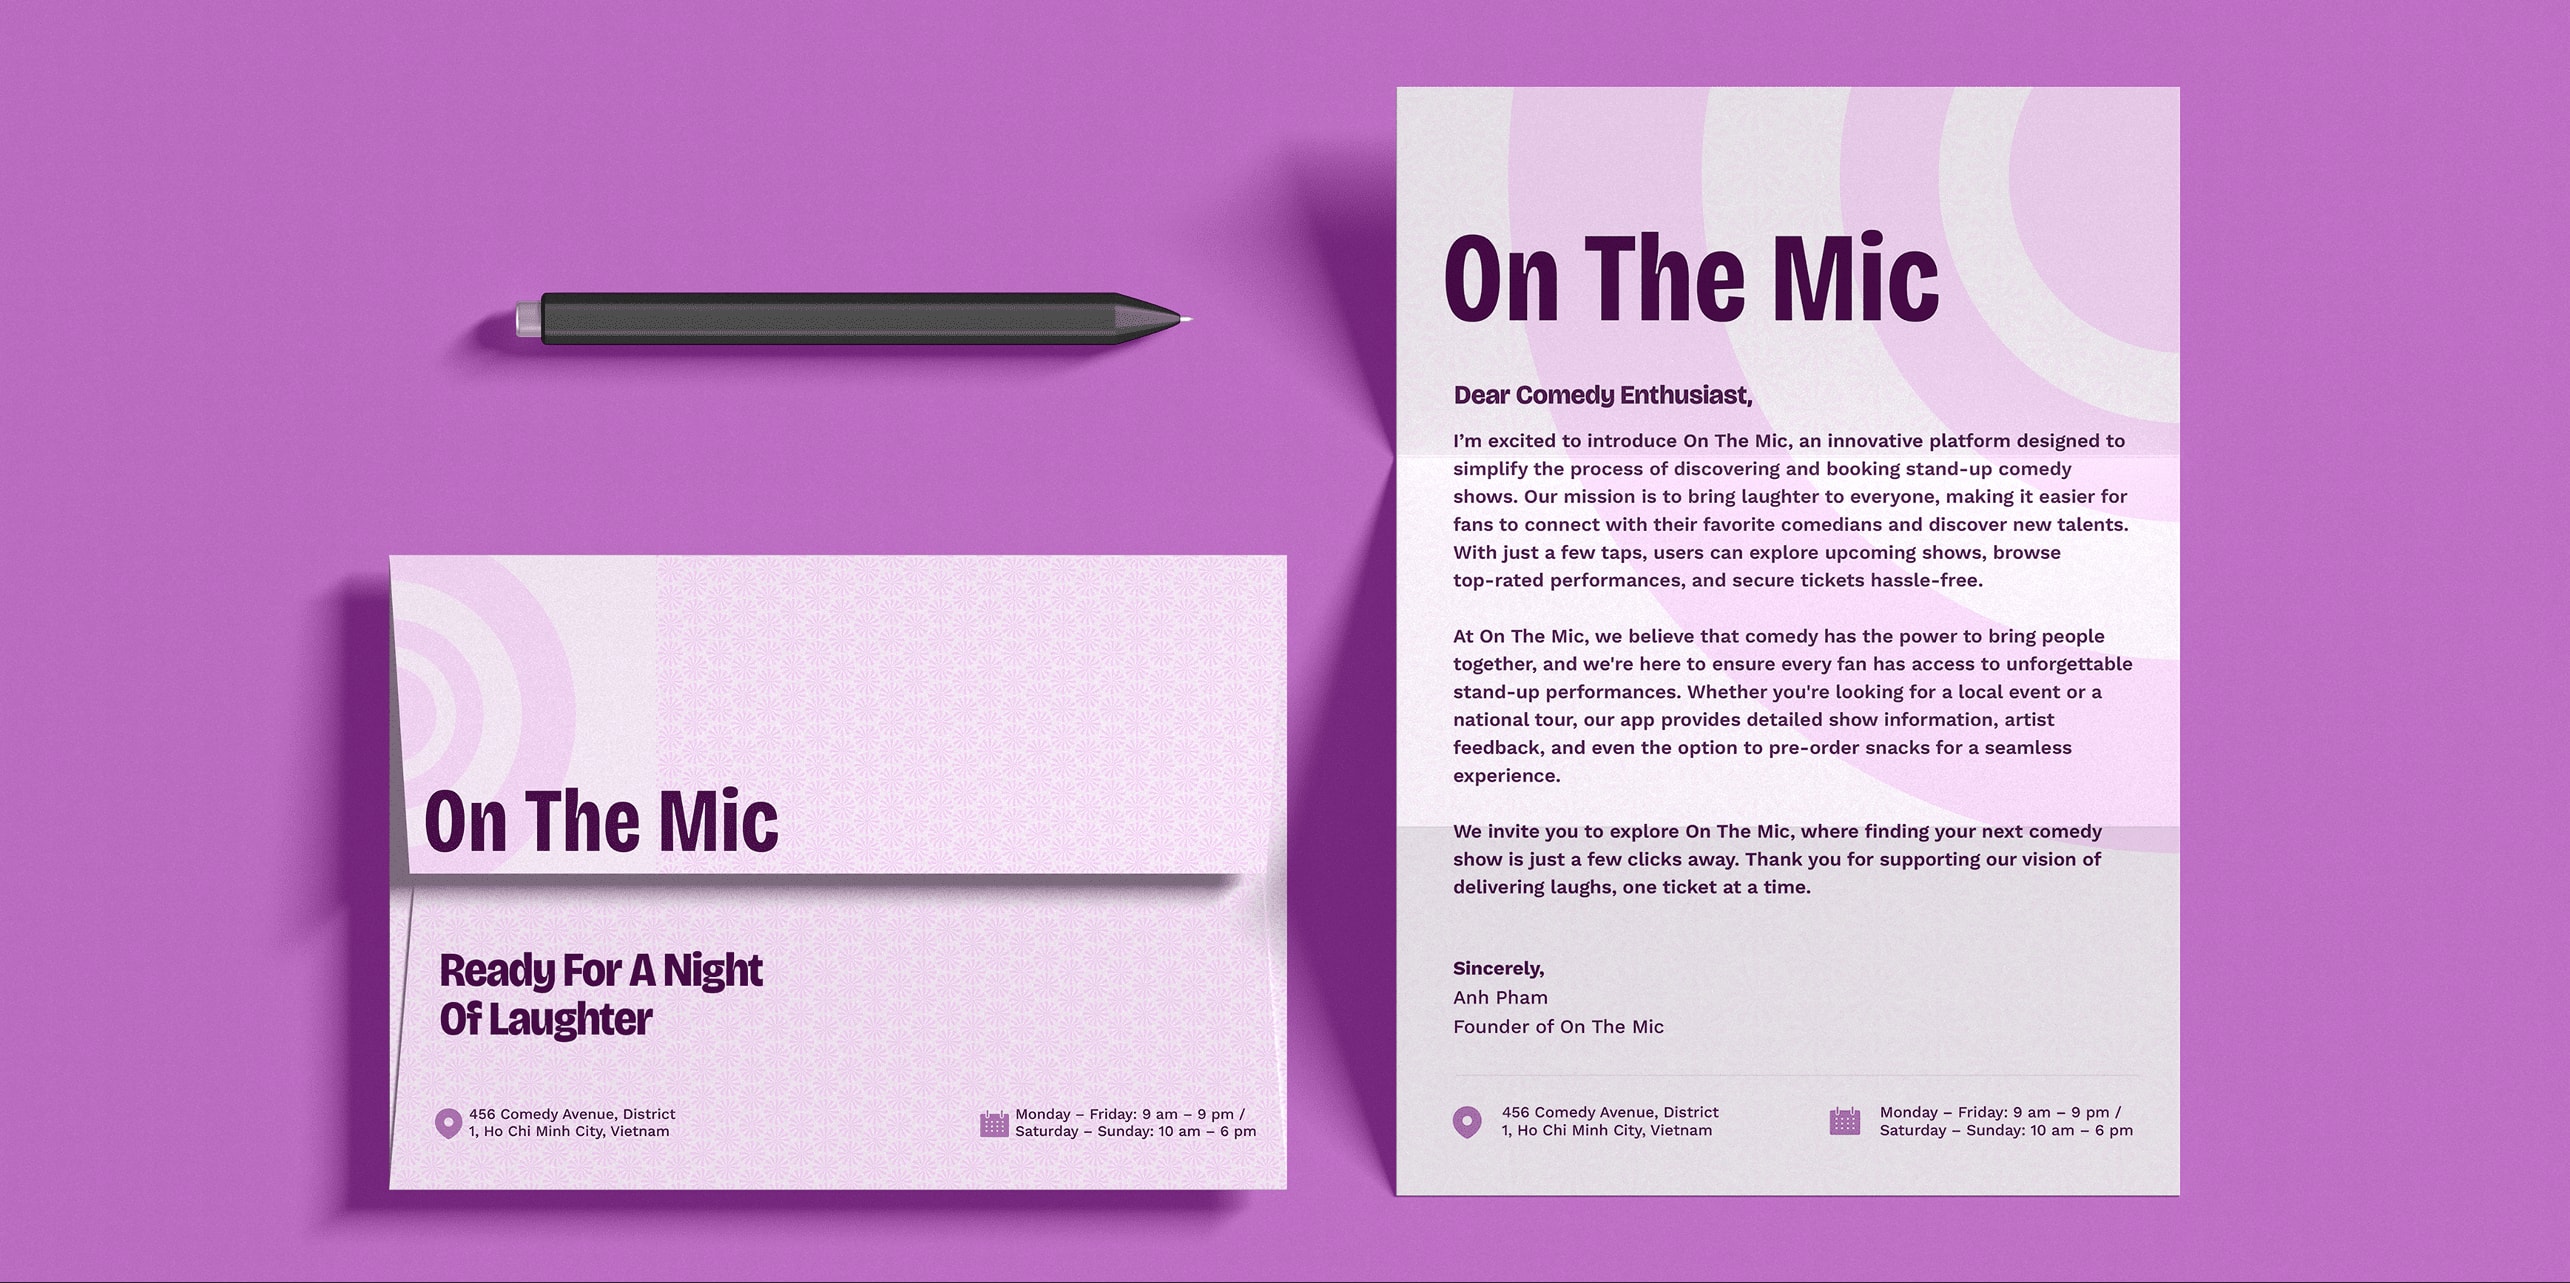 On The Mic
Ready For A Night
Of Laughter
456 Comedy Avenue, District
1, Ho Chi Minh City, Vietnam
Monday – Friday: 9 am – 9 pm /
Saturday – Sunday: 10 am – 6 pm
On The Mic
Dear Comedy Enthusiast,
I’m excited to introduce On The Mic, an innovative platform designed to
simplify the process of discovering and booking stand-up comedy
shows. Our mission is to bring laughter to everyone, making it easier for
fans to connect with their favorite comedians and discover new talents.
With just a few taps, users can explore upcoming shows, browse
top-rated performances, and secure tickets hassle-free.
At On The Mic, we believe that comedy has the power to bring people
together, and we're here to ensure every fan has access to unforgettable
stand-up performances. Whether you're looking for a local event or a
national tour, our app provides detailed show information, artist
feedback, and even the option to pre-order snacks for a seamless
experience.
We invite you to explore On The Mic, where finding your next comedy
show is just a few clicks away. Thank you for supporting our vision of
delivering laughs, one ticket at a time.
Sincerely,
Anh Pham
Founder of On The Mic
456 Comedy Avenue, District
1, Ho Chi Minh City, Vietnam
Monday – Friday: 9 am – 9 pm /
Saturday – Sunday: 10 am – 6 pm